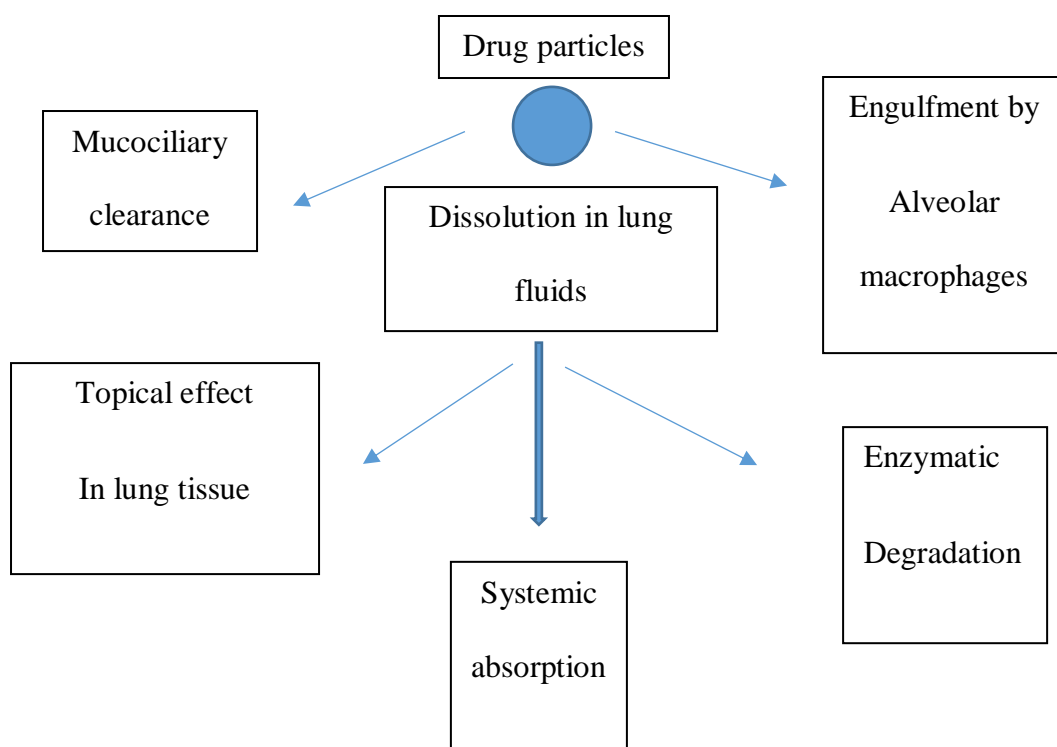 Drug particles
Mucociliary
clearance
Dissolution in lung
fluids
Engulfment by
Alveolar
macrophages
Topical effect
In lung tissue
Systemic
absorption
Enzymatic
Degradation